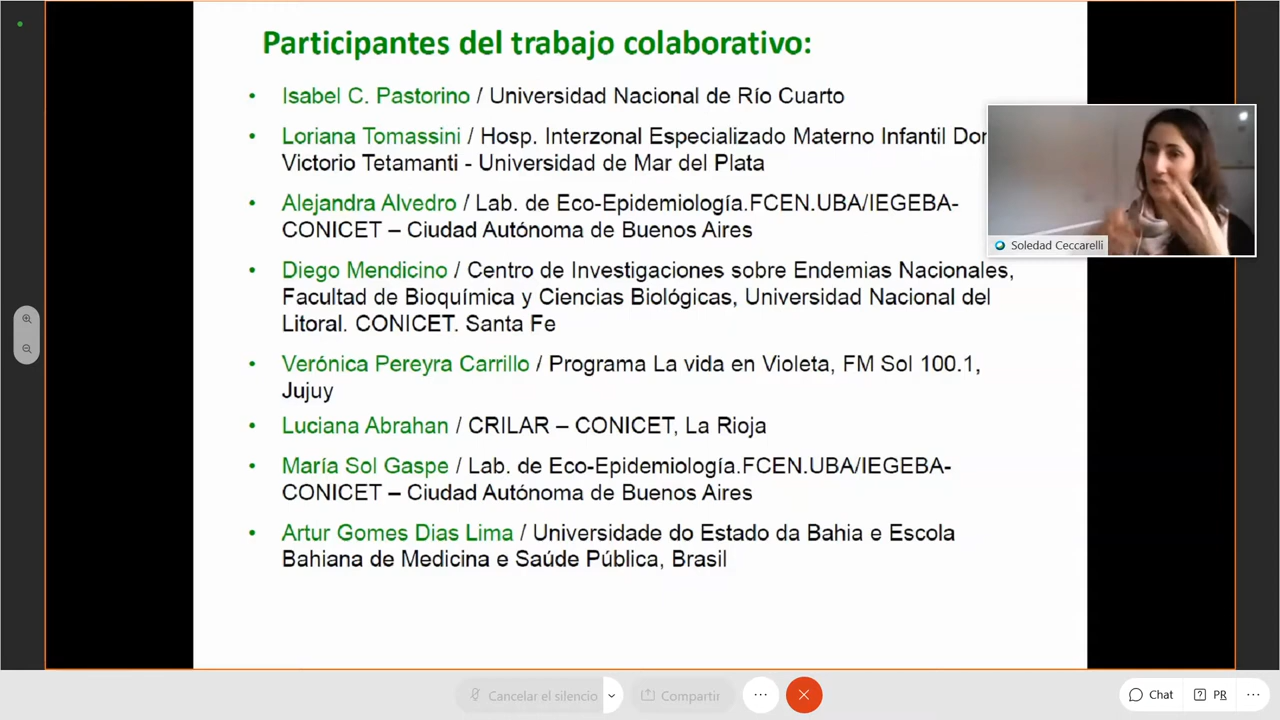 Participantes del trabajo colaborativo:
• Isabel C. Pastorino / Universidad Nacional de Río Cuarto
• Loriana Tomassini / Hosp. Interzonal Especializado Materno Infantil Don
Victorio Tetamanti - Universidad de Mar del Plata
• Alejandra Alvedro / Lab. de Eco-Epidemiología.FCEN.UBA/IEGEBA-
CONICET – Ciudad Autónoma de Buenos Aires
• Diego Mendicino / Centro de Investigaciones sobre Endemias Nacionales,
Facultad de Bioquímica y Ciencias Biológicas, Universidad Nacional del
Litoral. CONICET. Santa Fe
• Verónica Pereyra Carrillo / Programa La vida en Violeta, FM Sol 100.1,
Jujuy
• Luciana Abrahan / CRILAR – CONICET, La Rioja
• María Sol Gaspe / Lab. de Eco-Epidemiología.FCEN.UBA/IEGEBA-
CONICET – Ciudad Autónoma de Buenos Aires
• Artur Gomes Dias Lima / Universidade do Estado da Bahia e Escola
Bahiana de Medicina e Saúde Pública, Brasil
Soledad Ceccarelli
Cancelar el silencio
Compartir
Chat
PR